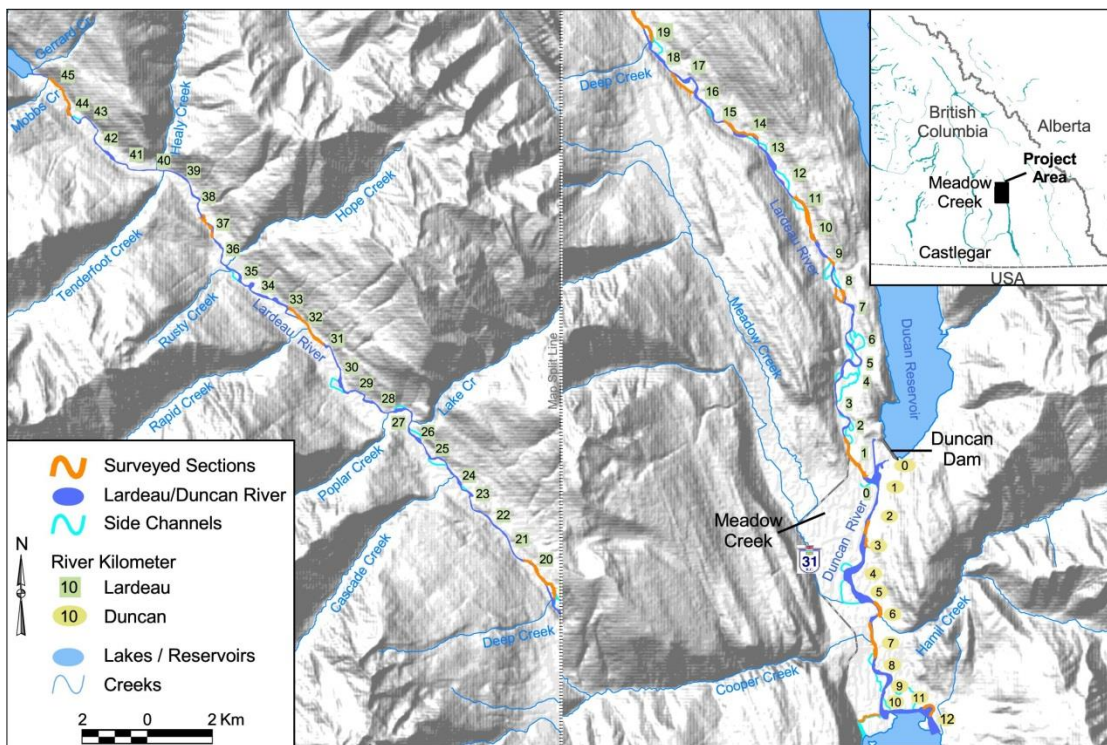 Gerrard Cr
45
Mobbs Cr
44
43
42
41
40
39
Healy Creek
38
37
36
Hope Creek
Tenderfoot Creek
35
34
33
32
31
Rusty Creek
Lardeau River
30
29
28
27
Lake Cr
Rapid Creek
26
25
24
23
22
21
20
Poplar Creek
Cascade Creek
Deep Creek
Map Split Line
19
18
17
16
15
14
13
12
11
10
9
8
7
6
5
4
3
2
1
0
Deep Creek
Lardeau River
Meadow Creek
Ducan Reservoir
Duncan
Dam
0
1
2
3
4
5
6
7
8
9
10
11
12
Meadow
Creek
31
Duncan River
Hamil Creek
Cooper Creek
British
Columbia
Alberta
Project
Area
Meadow
Creek
Castlegar
USA
Surveyed Sections
Lardeau/Duncan River
Side Channels
River Kilometer
10 Lardeau
10 Duncan
Lakes / Reservoirs
Creeks
N
2 0 2 Km